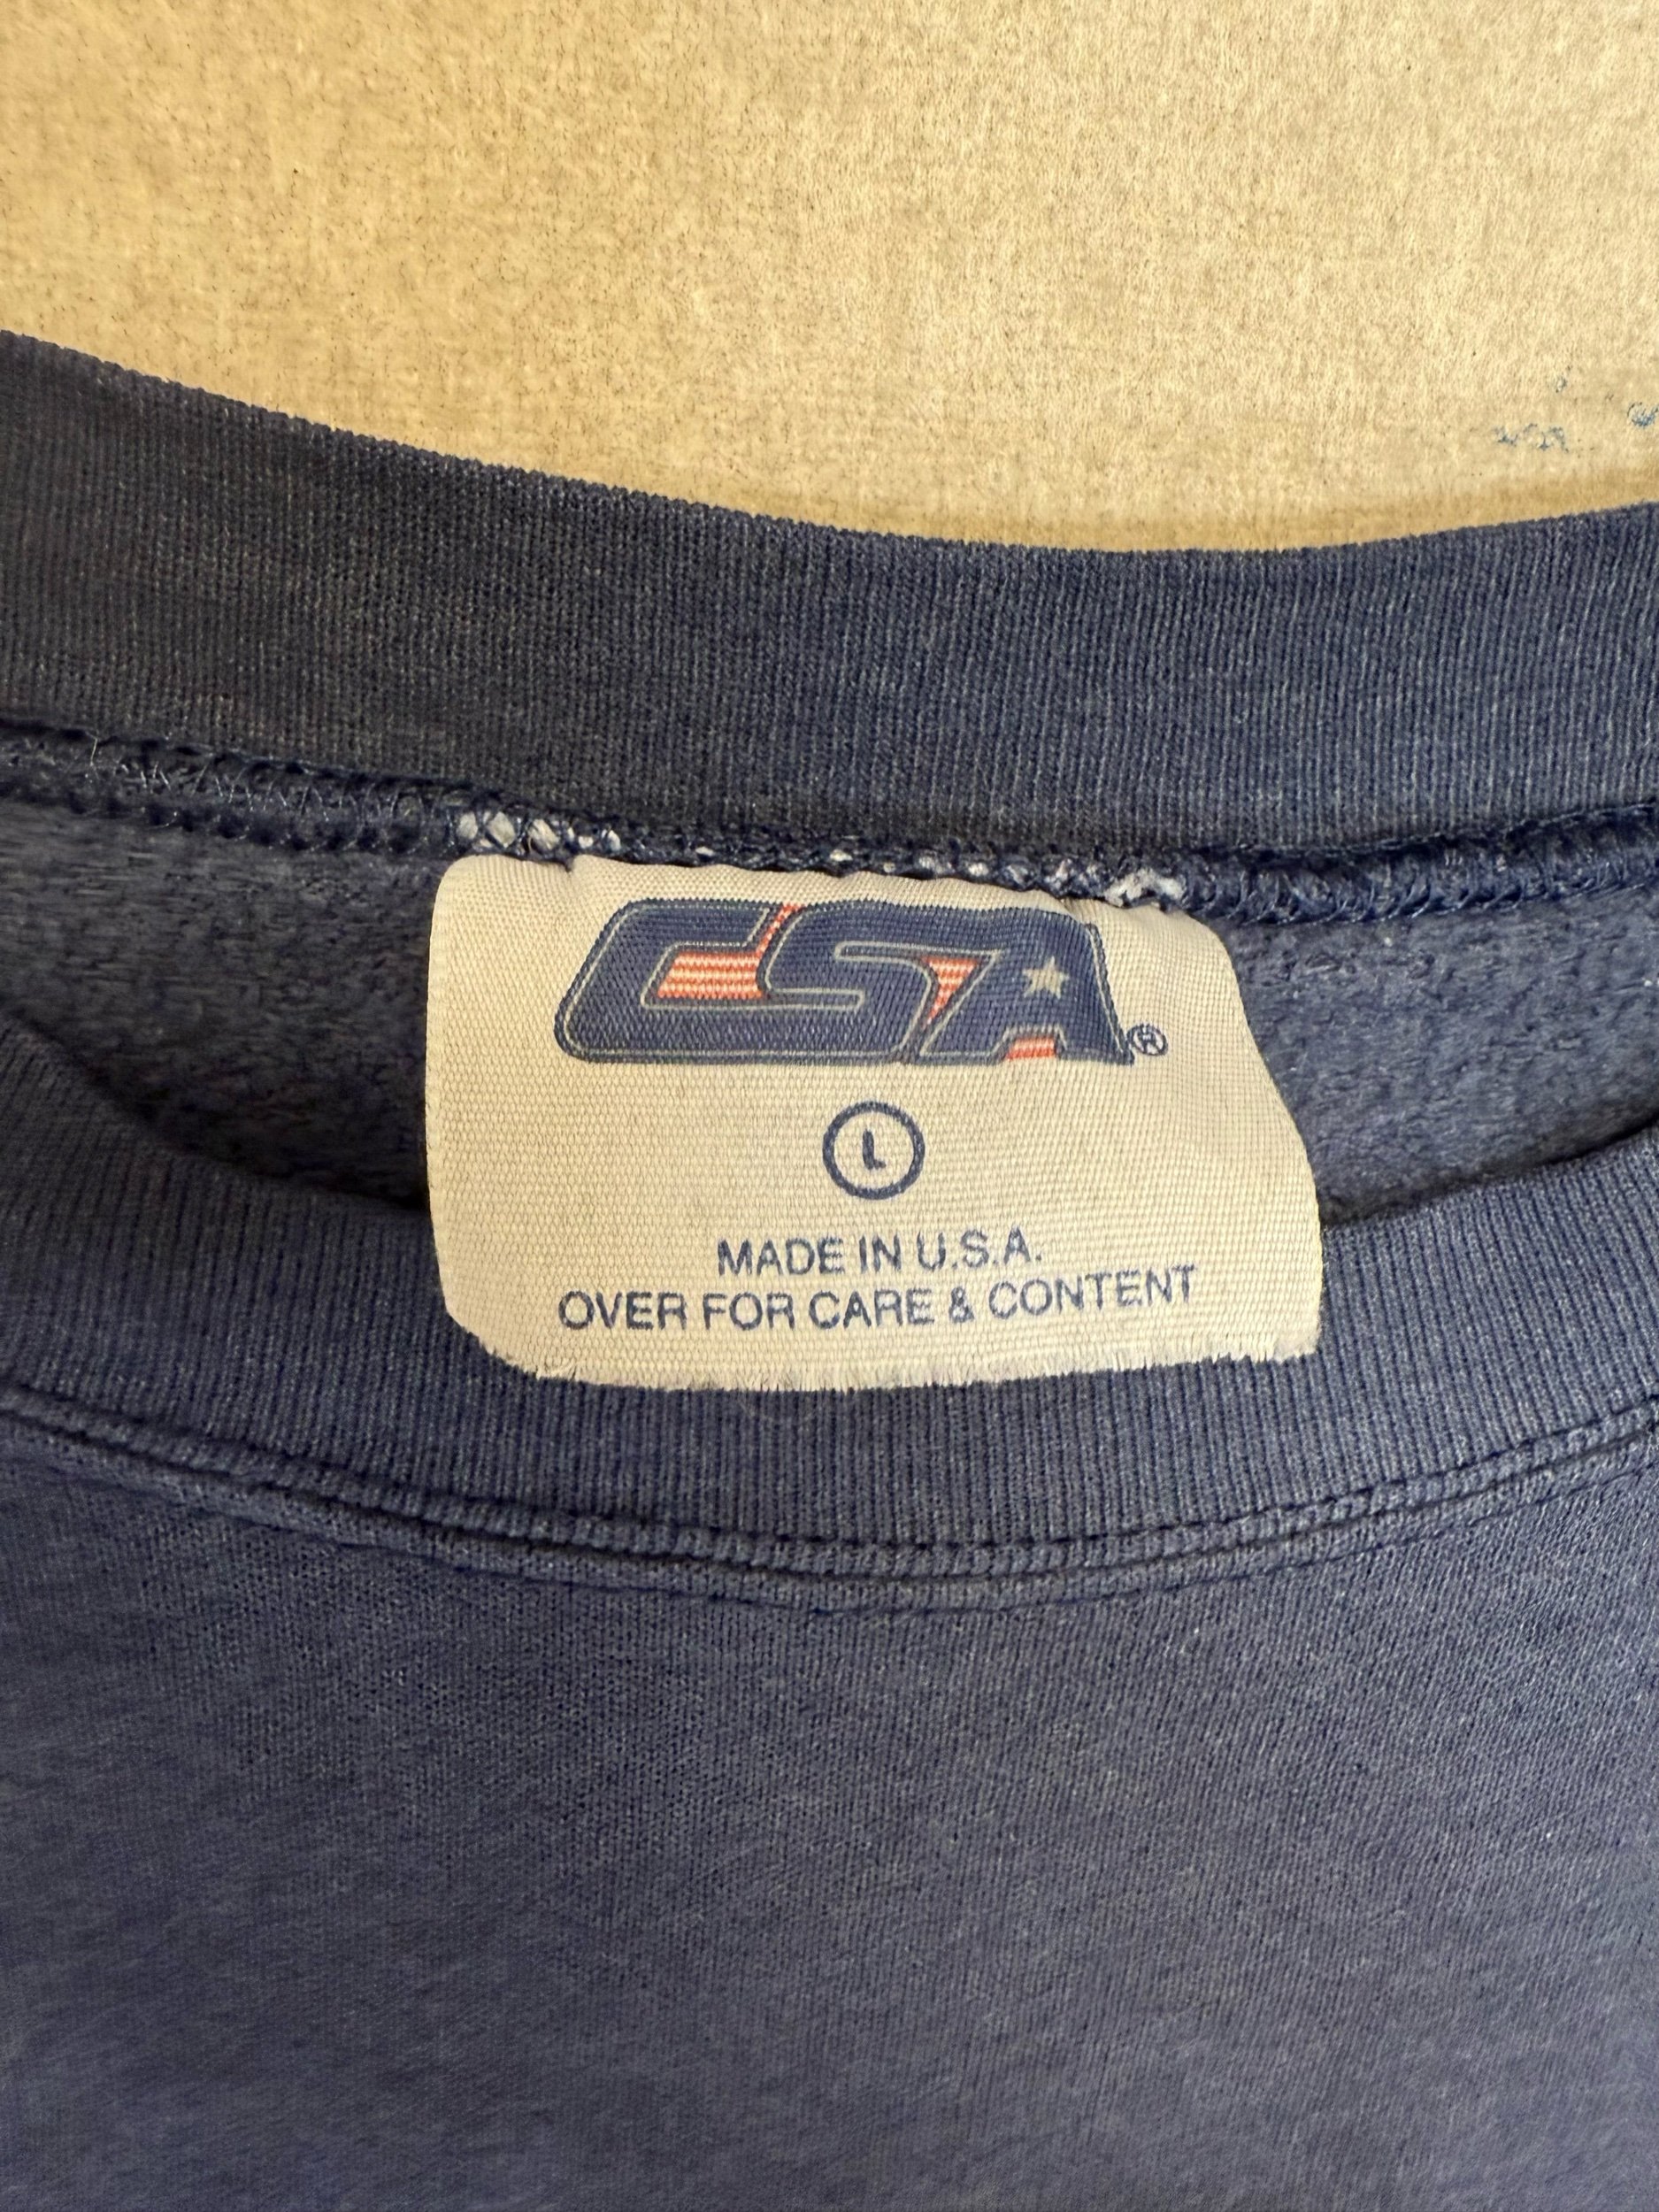 CSA®
L
MADE IN U.S.A.
OVER FOR CARE & CONTENT